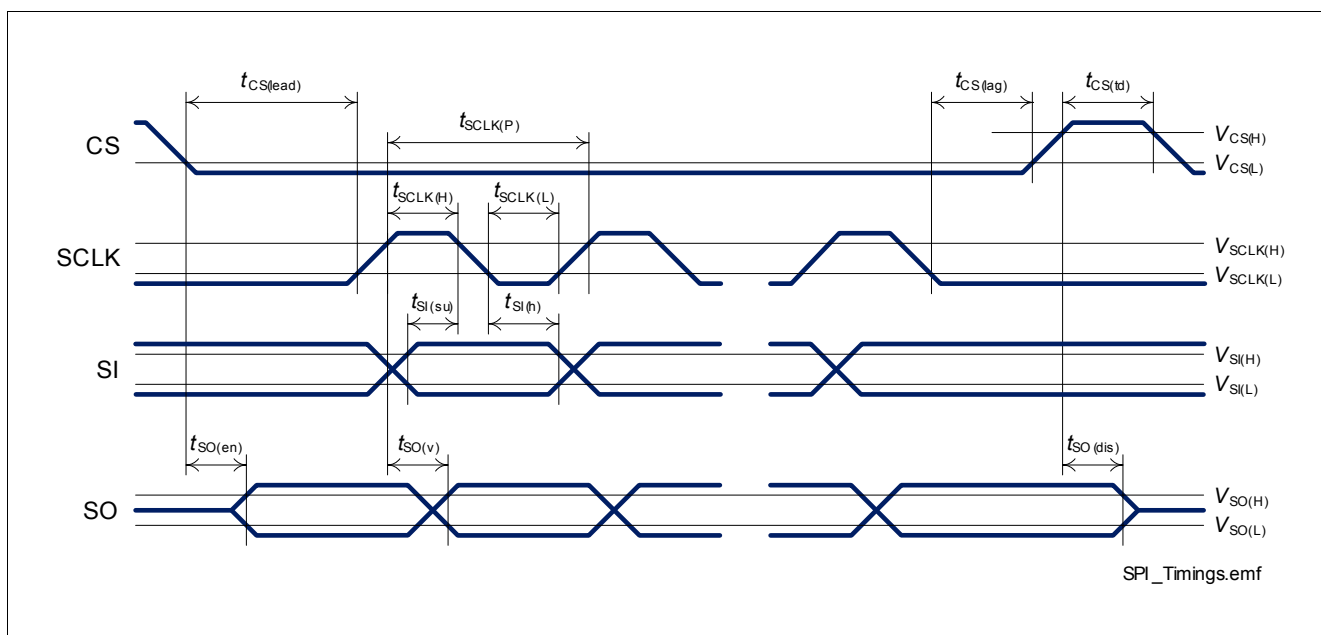 tCS(lead)
tCS(lag)
tCS(td)
tSCLK(P)
CS
VCS(H)
VCS(L)
tSCLK(H)
tSCLK(L)
SCLK
VSCLK(H)
VSCLK(L)
tSI(su)
tSI(h)
SI
VSI(H)
VSI(L)
tSO(en)
tSO(v)
tSO(dis)
SO
VSO(H)
VSO(L)
SPI_Timings.emf